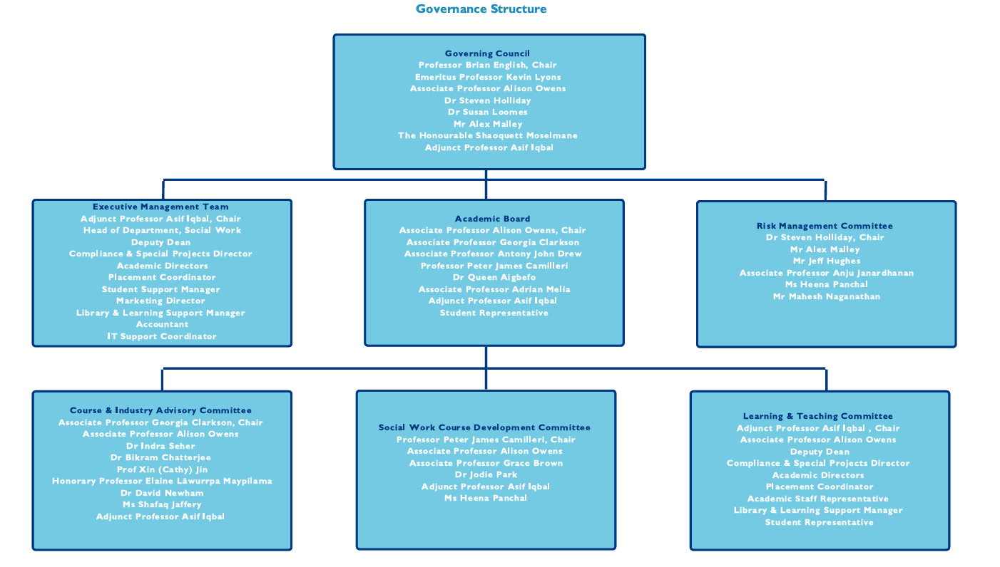 Governance Structure
Governing Council
Professor Brian English, Chair
Emeritus Professor Kevin Lyons
Associate Professor Alison Owens
Dr Steven Holliday
Dr Susan Loomes
Mr Alex Malley
The Honourable Shaoquett Moselmane
Adjunct Professor Asif Iqbal
Executive Management Team
Adjunct Professor Asif Iqbal, Chair
Head of Department, Social Work
Deputy Dean
Compliance & Special Projects Director
Academic Directors
Placement Coordinator
Student Support Manager
Marketing Director
Library & Learning Support Manager
Accountant
IT Support Coordinator
Academic Board
Associate Professor Alison Owens, Chair
Associate Professor Georgia Clarkson
Associate Professor Antony John Drew
Professor Peter James Camilleri
Dr Queen Aigbefo
Associate Professor Adrian Melia
Adjunct Professor Asif Iqbal
Student Representative
Risk Management Committee
Dr Steven Holliday, Chair
Mr Alex Malley
Mr Jeff Hughes
Associate Professor Anju Janardhanan
Ms Heena Panchal
Mr Mahesh Naganathan
Course & Industry Advisory Committee
Associate Professor Georgia Clarkson, Chair
Associate Professor Alison Owens
Dr Indra Seher
Dr Bikram Chatterjee
Prof Xin (Cathy) Jin
Honorary Professor Elaine Läwurrpa Maypilama
Dr David Newham
Ms Shafaq Jaffery
Adjunct Professor Asif Iqbal
Social Work Course Development Committee
Professor Peter James Camilleri, Chair
Associate Professor Alison Owens
Associate Professor Grace Brown
Dr Jodie Park
Adjunct Professor Asif Iqbal
Ms Heena Panchal
Learning & Teaching Committee
Adjunct Professor Asif Iqbal , Chair
Associate Professor Alison Owens
Deputy Dean
Compliance & Special Projects Director
Academic Directors
Placement Coordinator
Academic Staff Representative
Library & Learning Support Manager
Student Representative